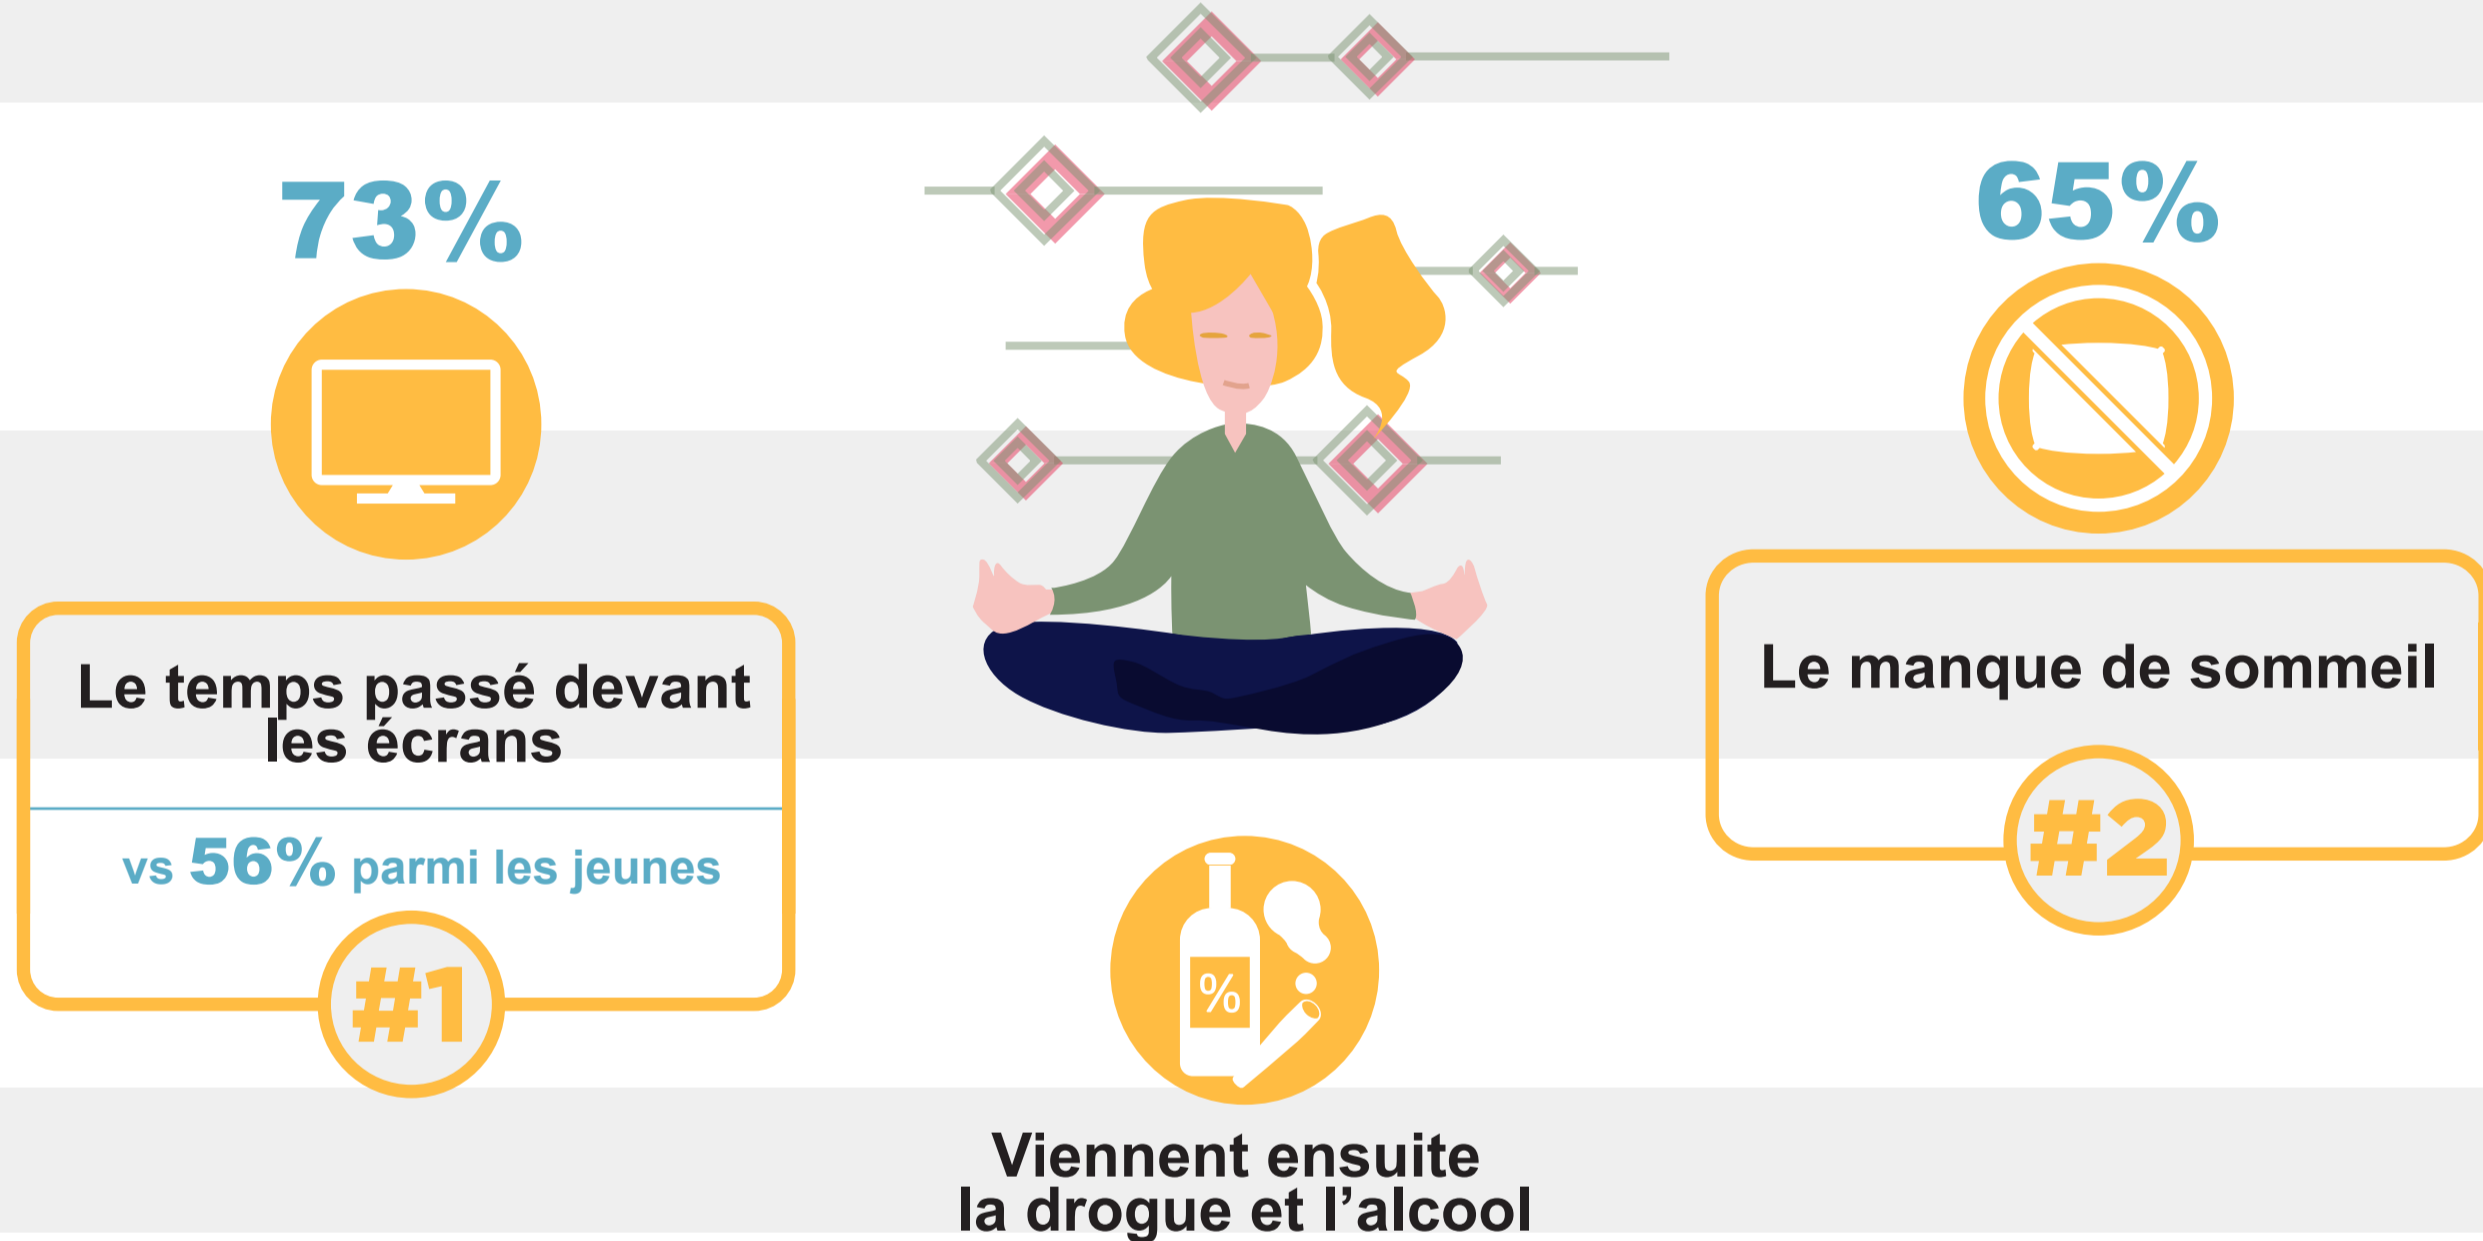 73%
Le temps passé devant
les écrans
vs 56% parmi les jeunes
#1
65%
Le manque de sommeil
#2
%
Viennent ensuite
la drogue et l’alcool